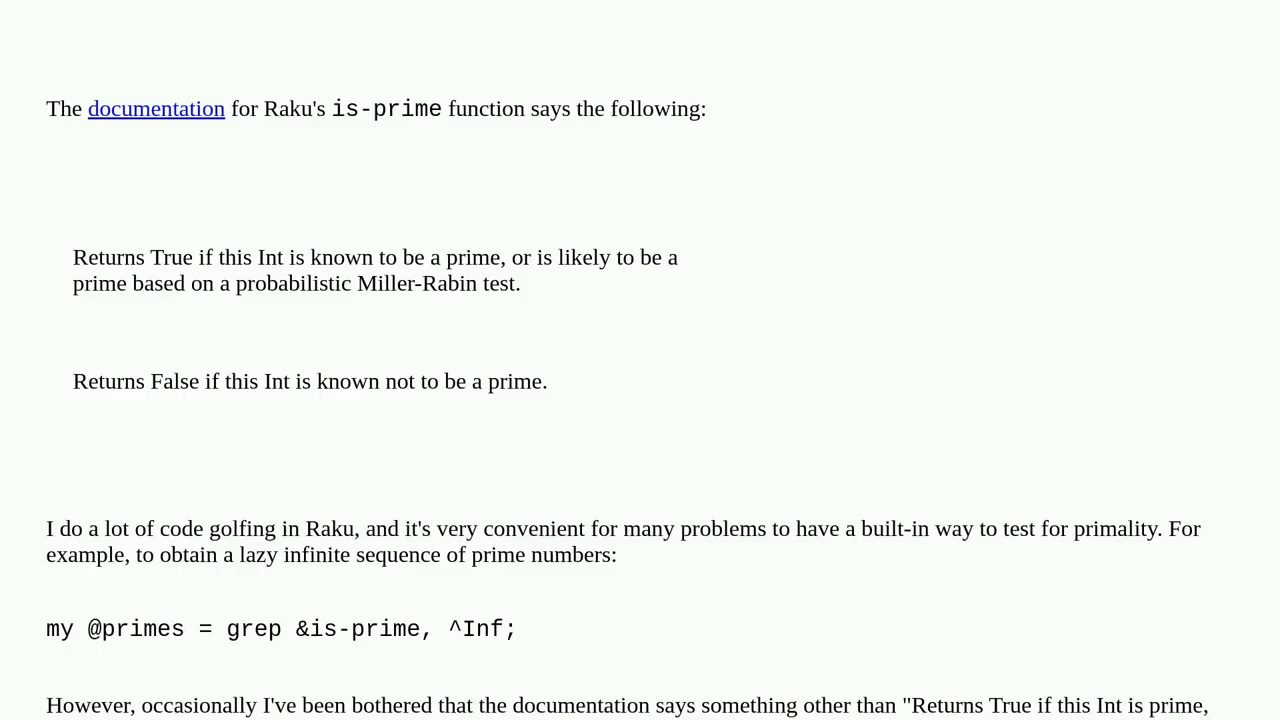 The documentation for Raku's is-prime function says the following:
Returns True if this Int is known to be a prime, or is likely to be a
prime based on a probabilistic Miller-Rabin test.
Returns False if this Int is known not to be a prime.
I do a lot of code golfing in Raku, and it's very convenient for many problems to have a built-in way to test for primality. For
example, to obtain a lazy infinite sequence of prime numbers:
my @primes = grep &is-prime, ^Inf;
However, occasionally I've been bothered that the documentation says something other than "Returns True if this Int is prime,